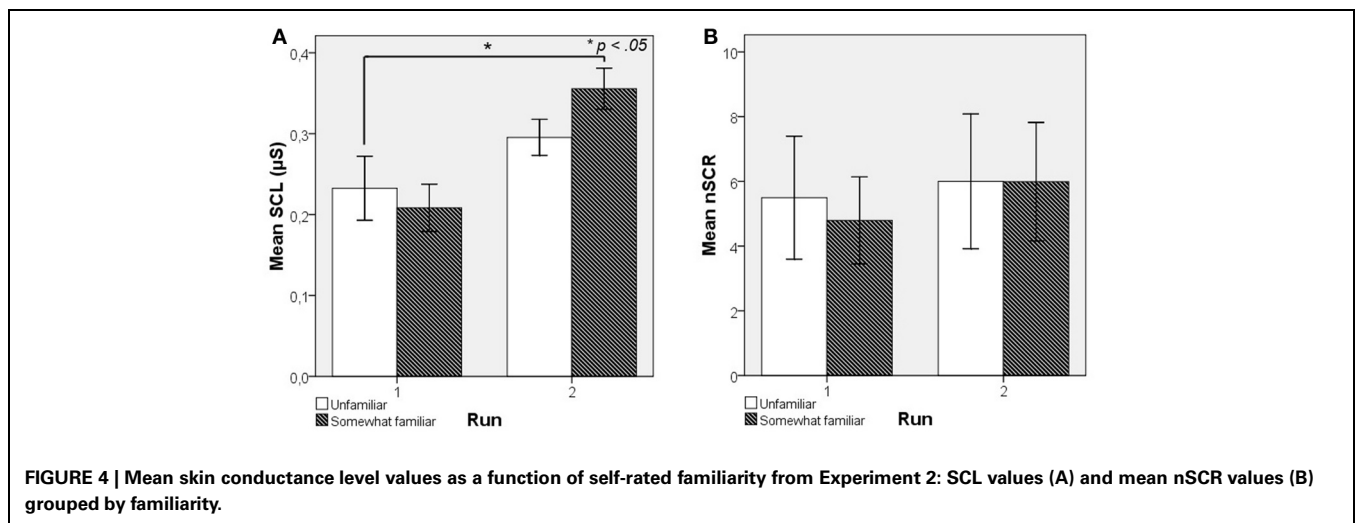 A
* p < .05
*
0,4
0,3
0,2
0,1
0,0
Mean SCL (µS)
1
2
Unfamiliar
Somewhat familiar
Run
B
10
8
6
4
2
0
Mean nSCR
1
2
Unfamiliar
Somewhat familiar
Run
FIGURE 4 | Mean skin conductance level values as a function of self-rated familiarity from Experiment 2: SCL values (A) and mean nSCR values (B)
grouped by familiarity.